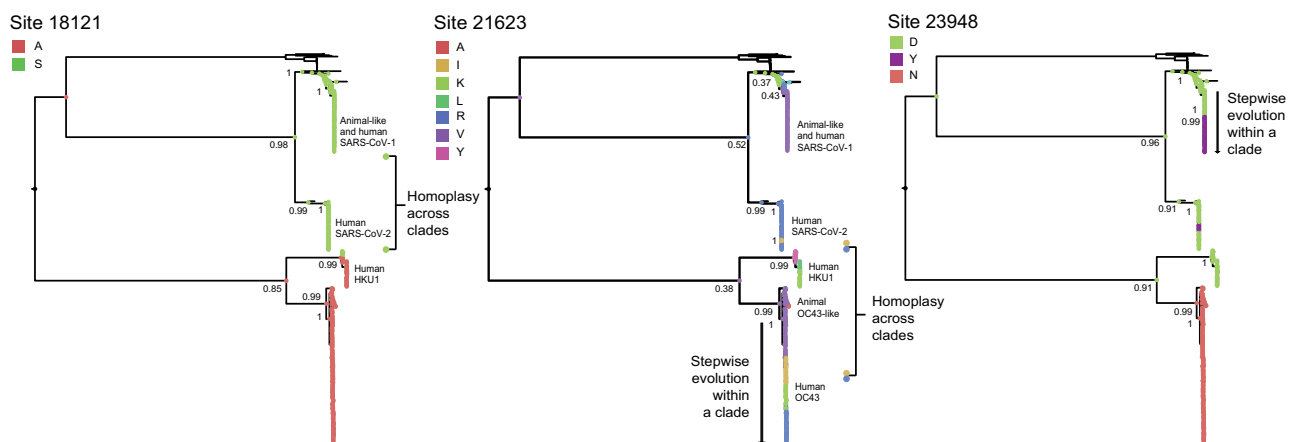 Site 18121
A
S
1
1
Animal-like
and human
SARS-CoV-1
0.98
Homoplasy
across
clades
0.99
1
Human
SARS-CoV-2
0.99
Human
HKU1
0.85
0.99
1
Site 21623
A
I
K
L
R
V
Y
0.37
0.43
Animal-like
and human
SARS-CoV-1
0.52
0.99
1
Human
SARS-CoV-2
1
0.99
Human
HKU1
0.38
Animal
OC43-like
0.99
1
Homoplasy
across
clades
Stepwise
evolution
within
a clade
Human
OC43
Site 23948
D
Y
N
1
1
0.99
Stepwise
evolution
within a
clade
0.96
0.91
1
1
0.91
0.99
1